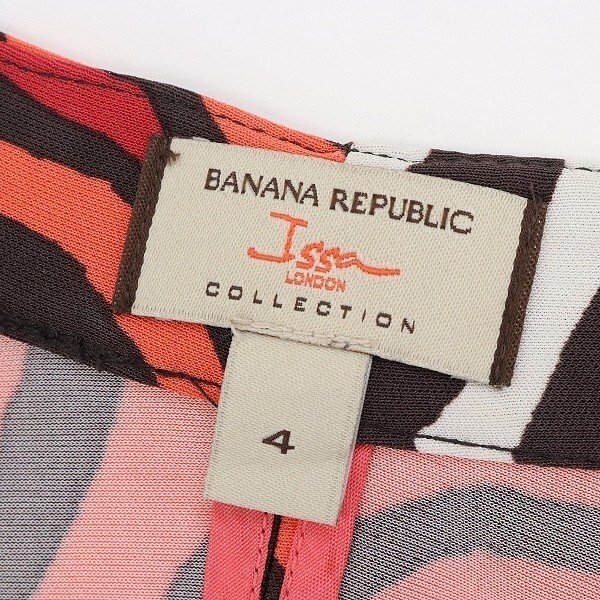 BANANA REPUBLIC
Issa
LONDON
COLLECTION
4